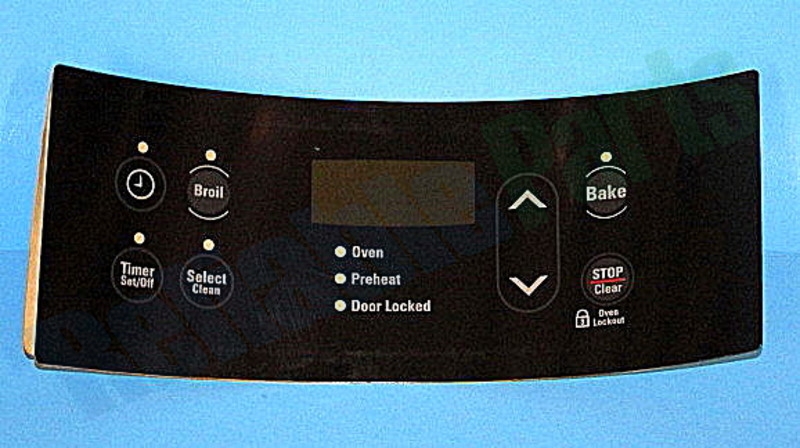 Broil
Bake
Timer
Set/Off
Select
Clean
Oven
Preheat
Door Locked
STOP
Clear
Oven
Lockout